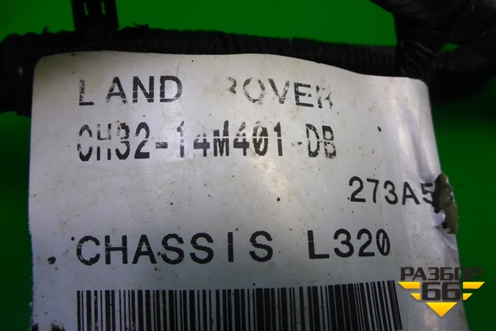 LAND ROVER
CH32-14M401-DB
273A5
CHASSIS L320
РАЗБОР
66